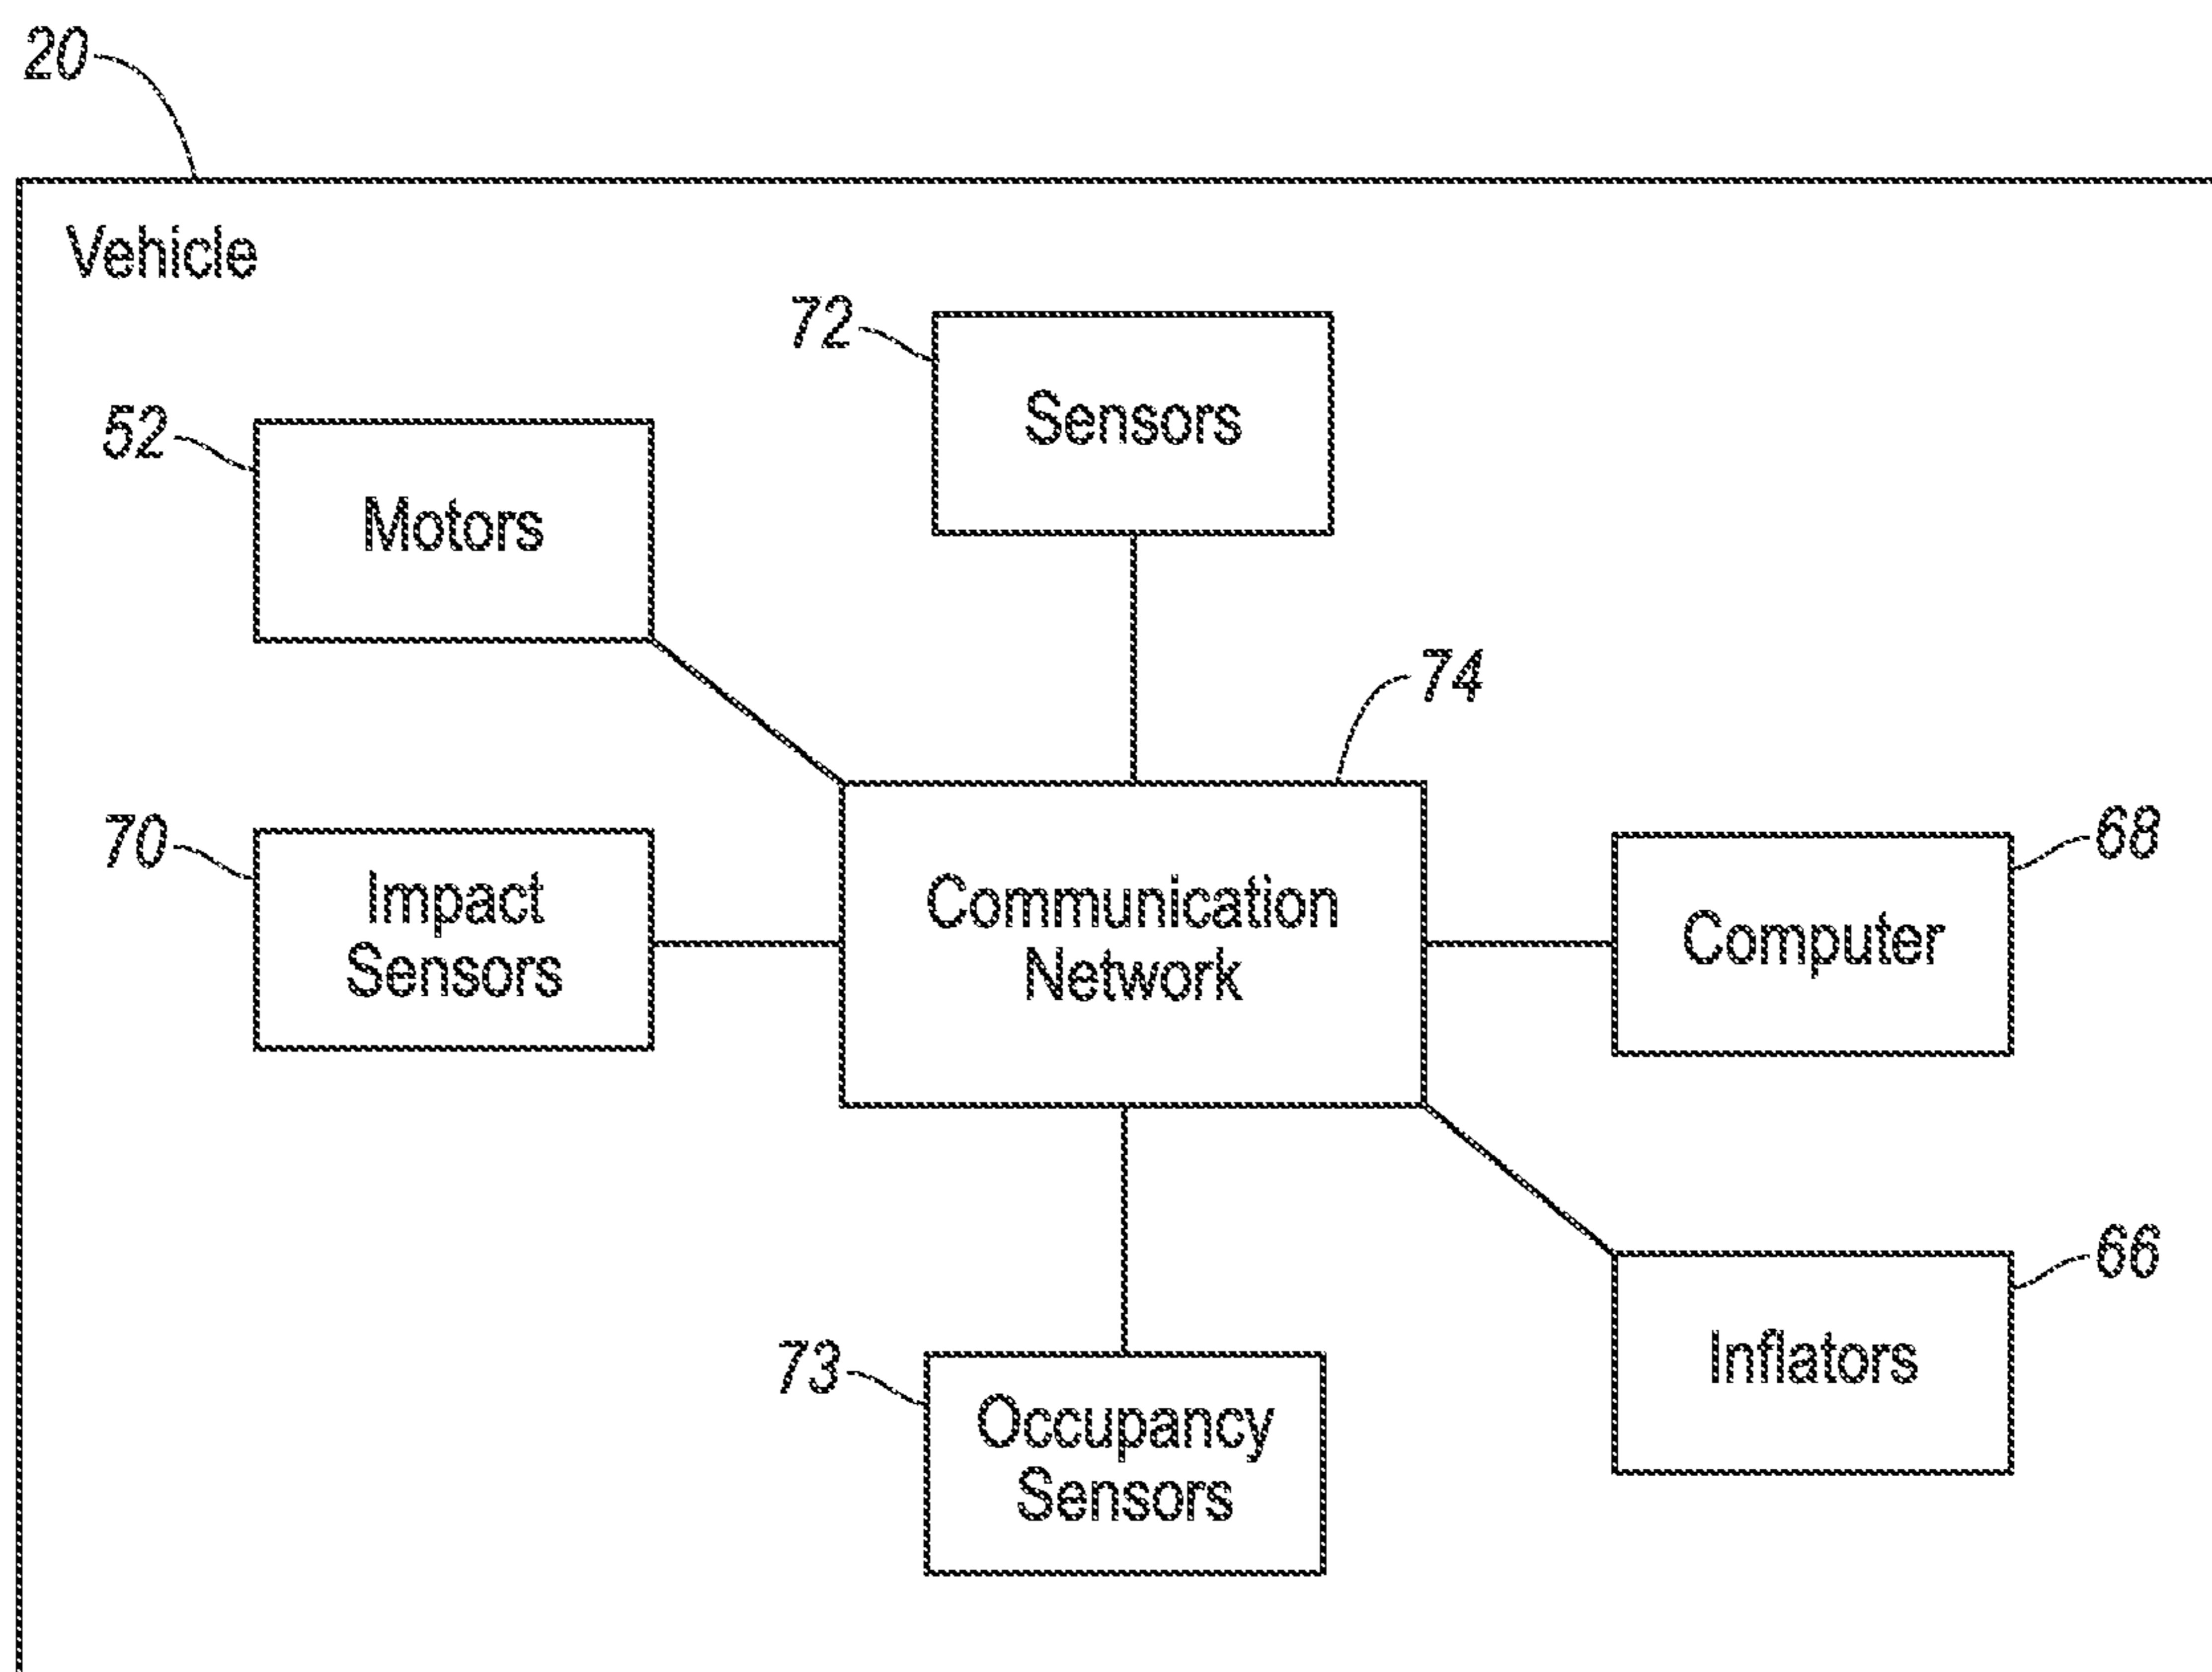 20
Vehicle
72
Sensors
52
Motors
74
70
Impact
Sensors
Communication
Network
68
Computer
66
Inflators
73
Occupancy
Sensors